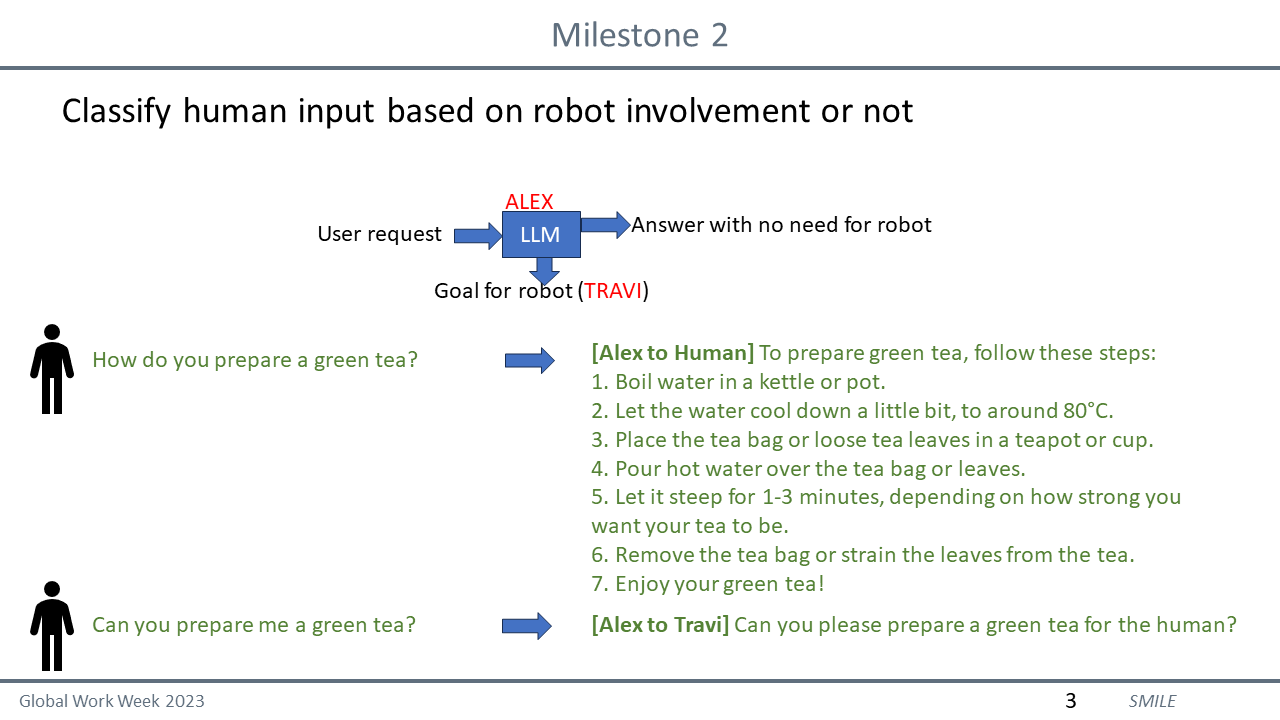 Milestone 2
Classify human input based on robot involvement or not
ALEX
User request
LLM
Answer with no need for robot
Goal for robot (TRAVI)
How do you prepare a green tea?
[Alex to Human] To prepare green tea, follow these steps:
1. Boil water in a kettle or pot.
2. Let the water cool down a little bit, to around 80°C.
3. Place the tea bag or loose tea leaves in a teapot or cup.
4. Pour hot water over the tea bag or leaves.
5. Let it steep for 1-3 minutes, depending on how strong you
want your tea to be.
6. Remove the tea bag or strain the leaves from the tea.
7. Enjoy your green tea!
Can you prepare me a green tea?
[Alex to Travi] Can you please prepare a green tea for the human?
Global Work Week 2023
3
SMILE